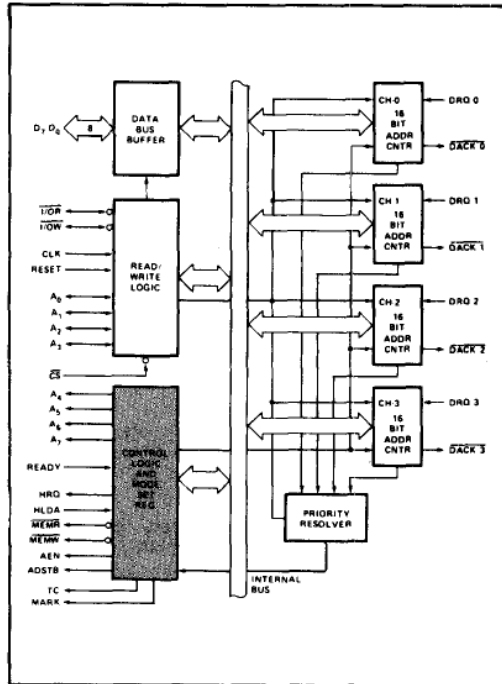 D7 D0
8
DATA
BUS
BUFFER
I/OR
I/OW
CLK
RESET
A0
A1
A2
A3
CS
READ/
WRITE
LOGIC
A4
A5
A6
A7
READY
HRQ
HLDA
MEMR
MEMW
AEN
ADSTB
TC
MARK
CONTROL
LOGIC
AND
MODE
SET
REG
INTERNAL
BUS
CH-0
16
BIT
ADDR
CNTR
DRQ 0
DACK 0
CH-1
16
BIT
ADDR
CNTR
DRQ 1
DACK 1
CH-2
16
BIT
ADDR
CNTR
DRQ 2
DACK 2
CH-3
16
BIT
ADDR
CNTR
DRQ 3
DACK 3
PRIORITY
RESOLVER